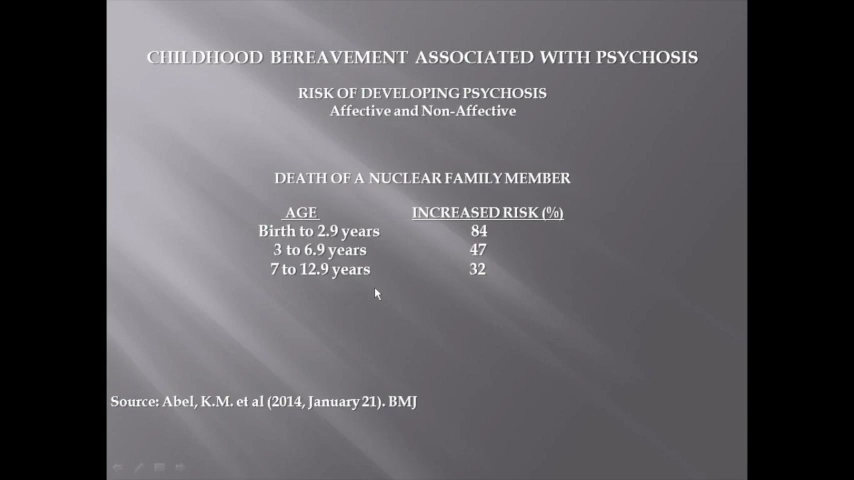 CHILDHOOD BEREAVEMENT ASSOCIATED WITH PSYCHOSIS
RISK OF DEVELOPING PSYCHOSIS
Affective and Non-Affective
DEATH OF A NUCLEAR FAMILY MEMBER
AGE INCREASED RISK (%)
Birth to 2.9 years 84
3 to 6.9 years 47
7 to 12.9 years 32
Source: Abel, K.M. et al (2014, January 21). BMJ